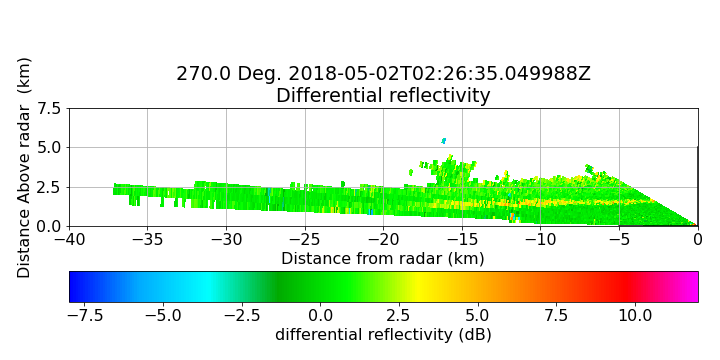 270.0 Deg. 2018-05-02T02:26:35.049988Z
Differential reflectivity
Distance Above radar (km)
7.5
5.0
2.5
0.0
−40 −35 −30 −25 −20 −15 −10 −5 0
Distance from radar (km)
−7.5 −5.0 −2.5 0.0 2.5 5.0 7.5 10.0
differential reflectivity (dB)